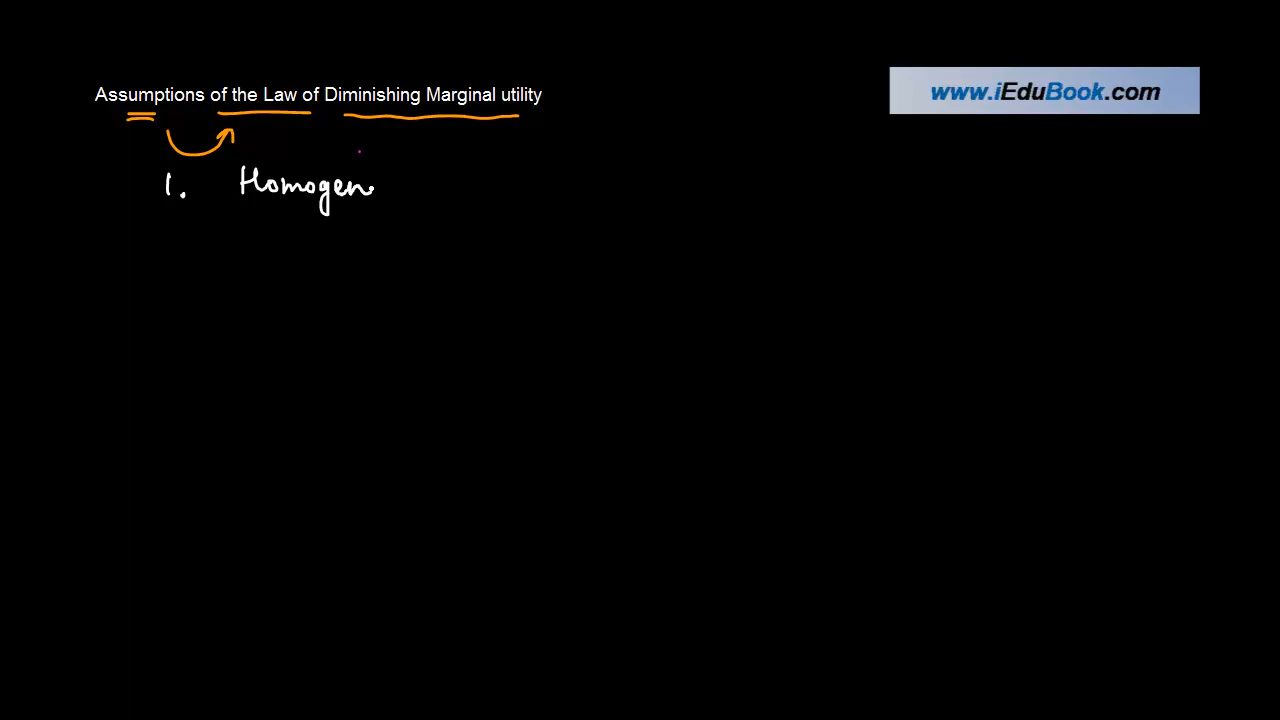 Assumptions of the Law of Diminishing Marginal utility
www.iEduBook.com
1. Homogen